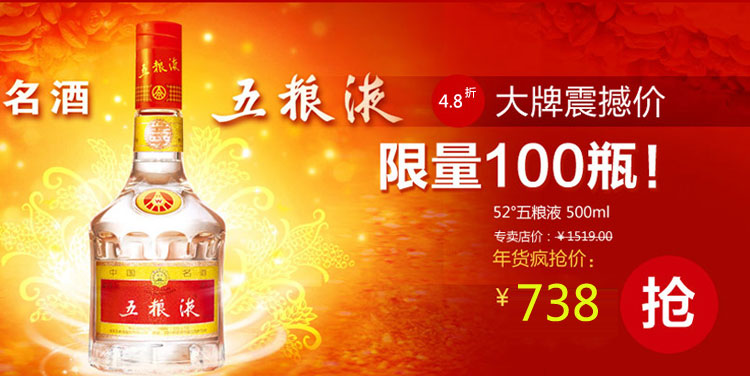 名酒
五粮液
4.8折
大牌震撼价
限量100瓶!
52°五粮液 500ml
专卖店价:¥1519.00
年货疯抢价:
¥738
抢
五粮液
中国名酒
五粮液